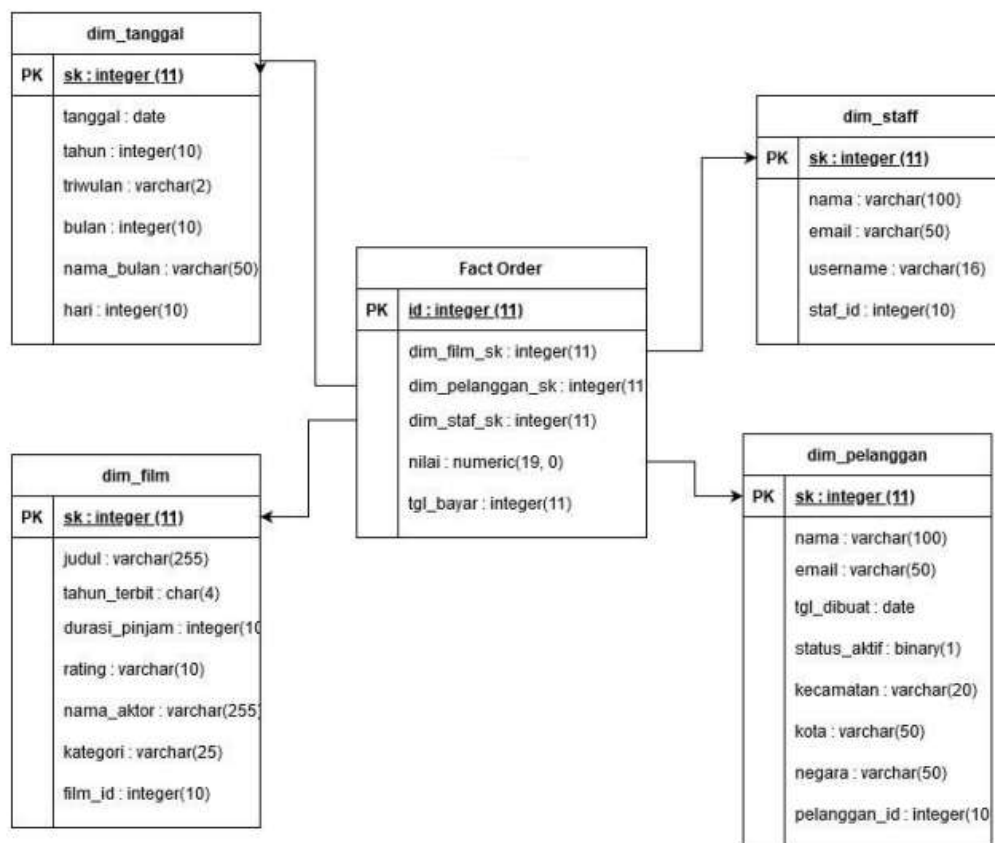 dim_tanggal
PK sk : integer (11)
tanggal : date
tahun : integer(10)
triwulan : varchar(2)
bulan : integer(10)
nama_bulan : varchar(50)
hari : integer(10)
dim_staff
PK sk : integer (11)
nama : varchar(100)
email : varchar(50)
username : varchar(16)
staf_id : integer(10)
Fact Order
PK id : integer (11)
dim_film_sk : integer(11)
dim_pelanggan_sk : integer(11
dim_staf_sk : integer(11)
nilai : numeric(19, 0)
tgl_bayar : integer(11)
dim_film
PK sk : integer (11)
judul : varchar(255)
tahun_terbit : char(4)
durasi_pinjam : integer(10
rating : varchar(10)
nama_aktor : varchar(255)
kategori : varchar(25)
film_id : integer(10)
dim_pelanggan
PK sk : integer (11)
nama : varchar(100)
email : varchar(50)
tgl_dibuat : date
status_aktif : binary(1)
kecamatan : varchar(20)
kota : varchar(50)
negara : varchar(50)
pelanggan_id : integer(10